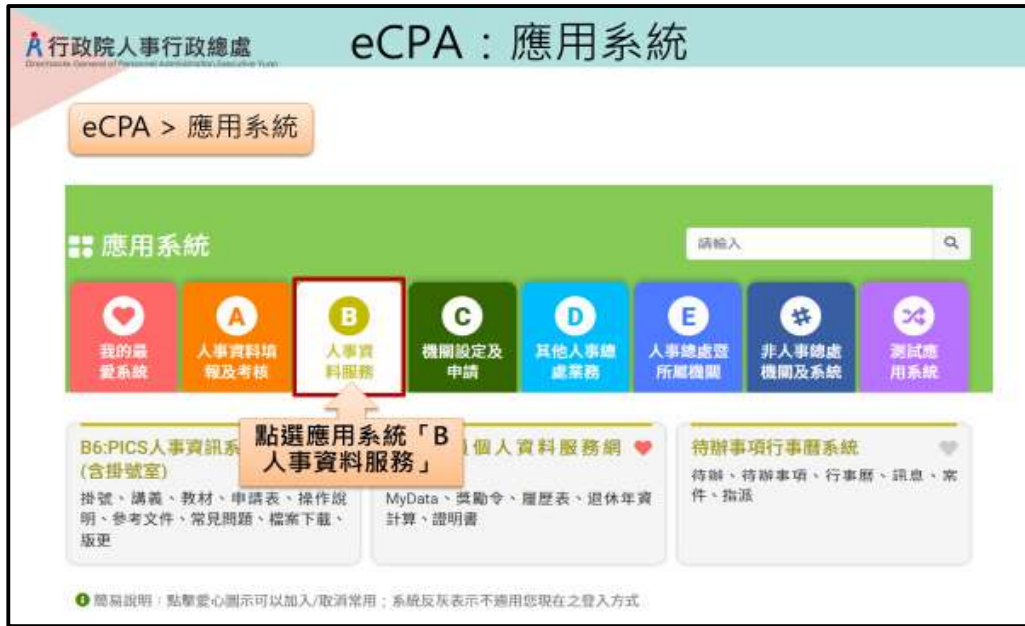 行政院人事行政總處
eCPA：應用系統
eCPA > 應用系統
應用系統
請輸入
我的最
愛系統
A
人事資料填
報及考核
B
人事資
料服務
C
機關設定及
申請
D
其他人事總
處業務
E
人事總處暨
所屬機關
非人事總處
機關及系統
測試應
用系統
點選應用系統「B
人事資料服務」
B6:PICS人事資訊系
(含掛號室)
掛號、講義、教材、申請表、操作說
明、參考文件、常見問題、檔案下載、
版更
個人資料服務網
MyData、獎勵令、履歷表、退休年資
計算、證明書
待辦事項行事曆系統
待辦、待辦事項、行事曆、訊息、案
件、指派
簡易說明：點擊愛心圖示可以加入/取消常用；系統反灰表示不適用您現在之登入方式